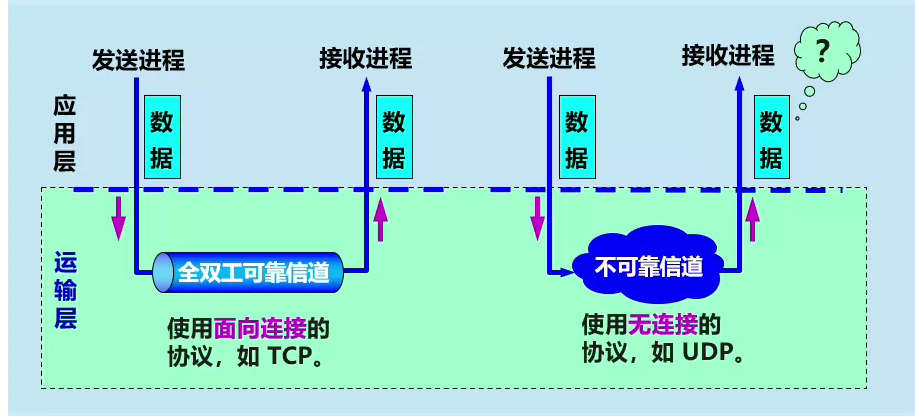 发送进程
接收进程
发送进程
接收进程
?
应用层
数据
数据
数据
数据
运输层
全双工可靠信道
不可靠信道
使用面向连接的
协议，如 TCP。
使用无连接的
协议，如 UDP。